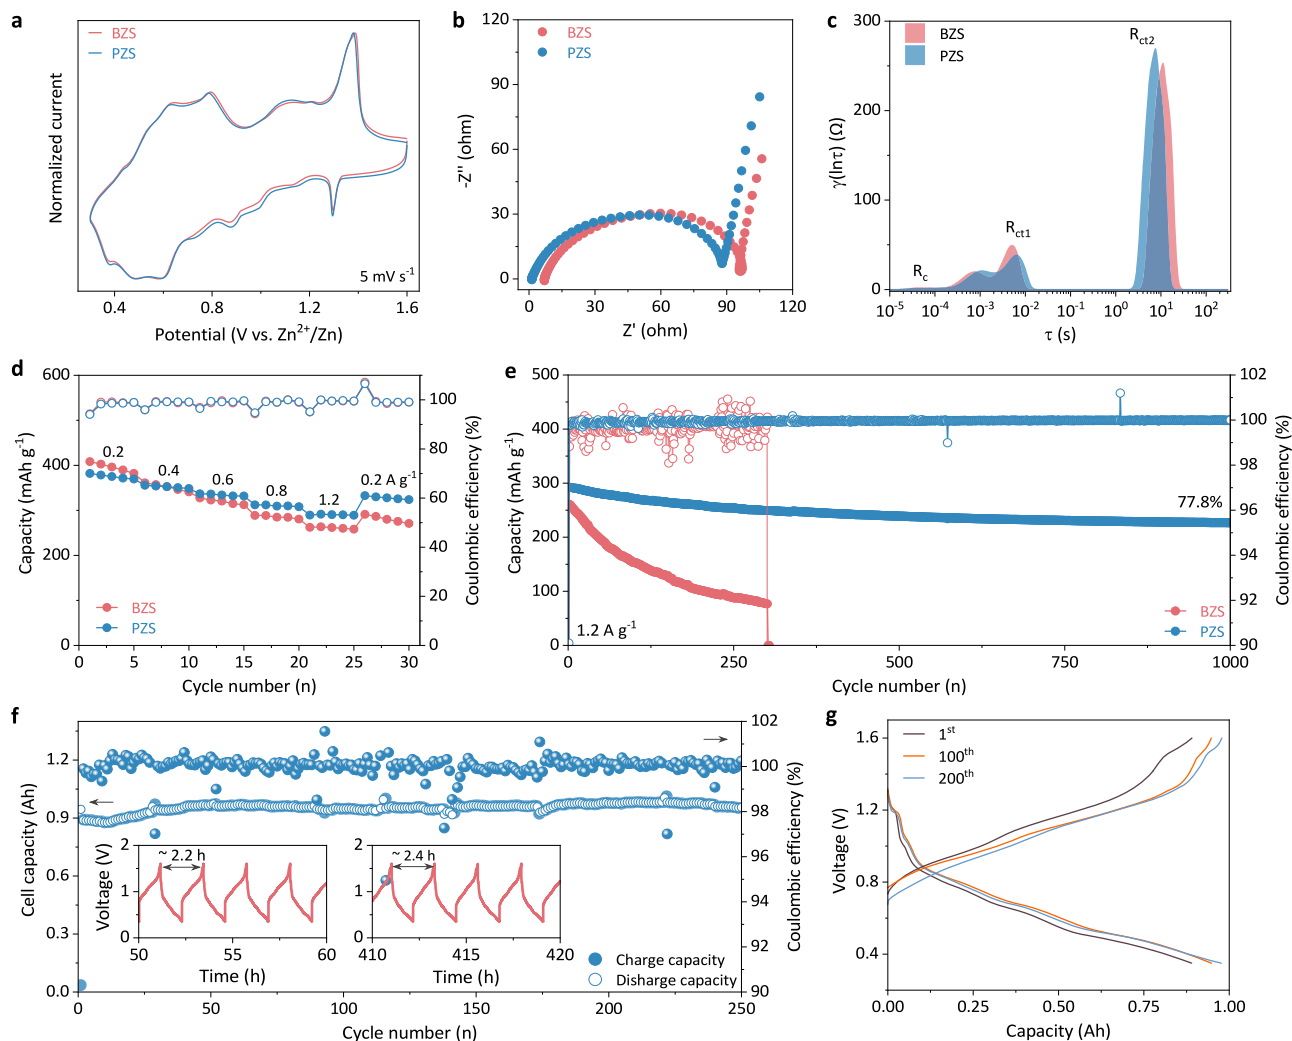 a
BZS
PZS
Normalized current
5 mV s⁻¹
0.4 0.8 1.2 1.6
Potential (V vs. Zn²⁺/Zn)
b
BZS
PZS
-Z'' (ohm)
120
90
60
30
0
0 30 60 90 120
Z' (ohm)
c
BZS
PZS
R_ct2
R_ct1
R_c
γ(lnτ) (Ω)
300
200
100
0
10⁻⁵ 10⁻⁴ 10⁻³ 10⁻² 10⁻¹ 10⁰ 10¹ 10²
τ (s)
d
Capacity (mAh g⁻¹)
600
400
200
0
0.2
0.4
0.6
0.8
1.2
0.2 A g⁻¹
BZS
PZS
100
80
60
40
20
0
Coulombic efficiency (%)
0 5 10 15 20 25 30
Cycle number (n)
e
Capacity (mAh g⁻¹)
500
400
300
200
100
0
77.8%
1.2 A g⁻¹
BZS
PZS
102
100
98
96
94
92
90
Coulombic efficiency (%)
0 250 500 750 1000
Cycle number (n)
f
Cell capacity (Ah)
1.2
0.9
0.6
0.3
0.0
~ 2.2 h
Voltage (V)
2
1
0
50 55 60
Time (h)
~ 2.4 h
2
1
0
410 415 420
Time (h)
Charge capacity
Disharge capacity
102
100
98
96
94
92
90
Coulombic efficiency (%)
0 50 100 150 200 250
Cycle number (n)
g
1ˢᵗ
100ᵗʰ
200ᵗʰ
Voltage (V)
1.6
1.2
0.8
0.4
0.00 0.25 0.50 0.75 1.00
Capacity (Ah)